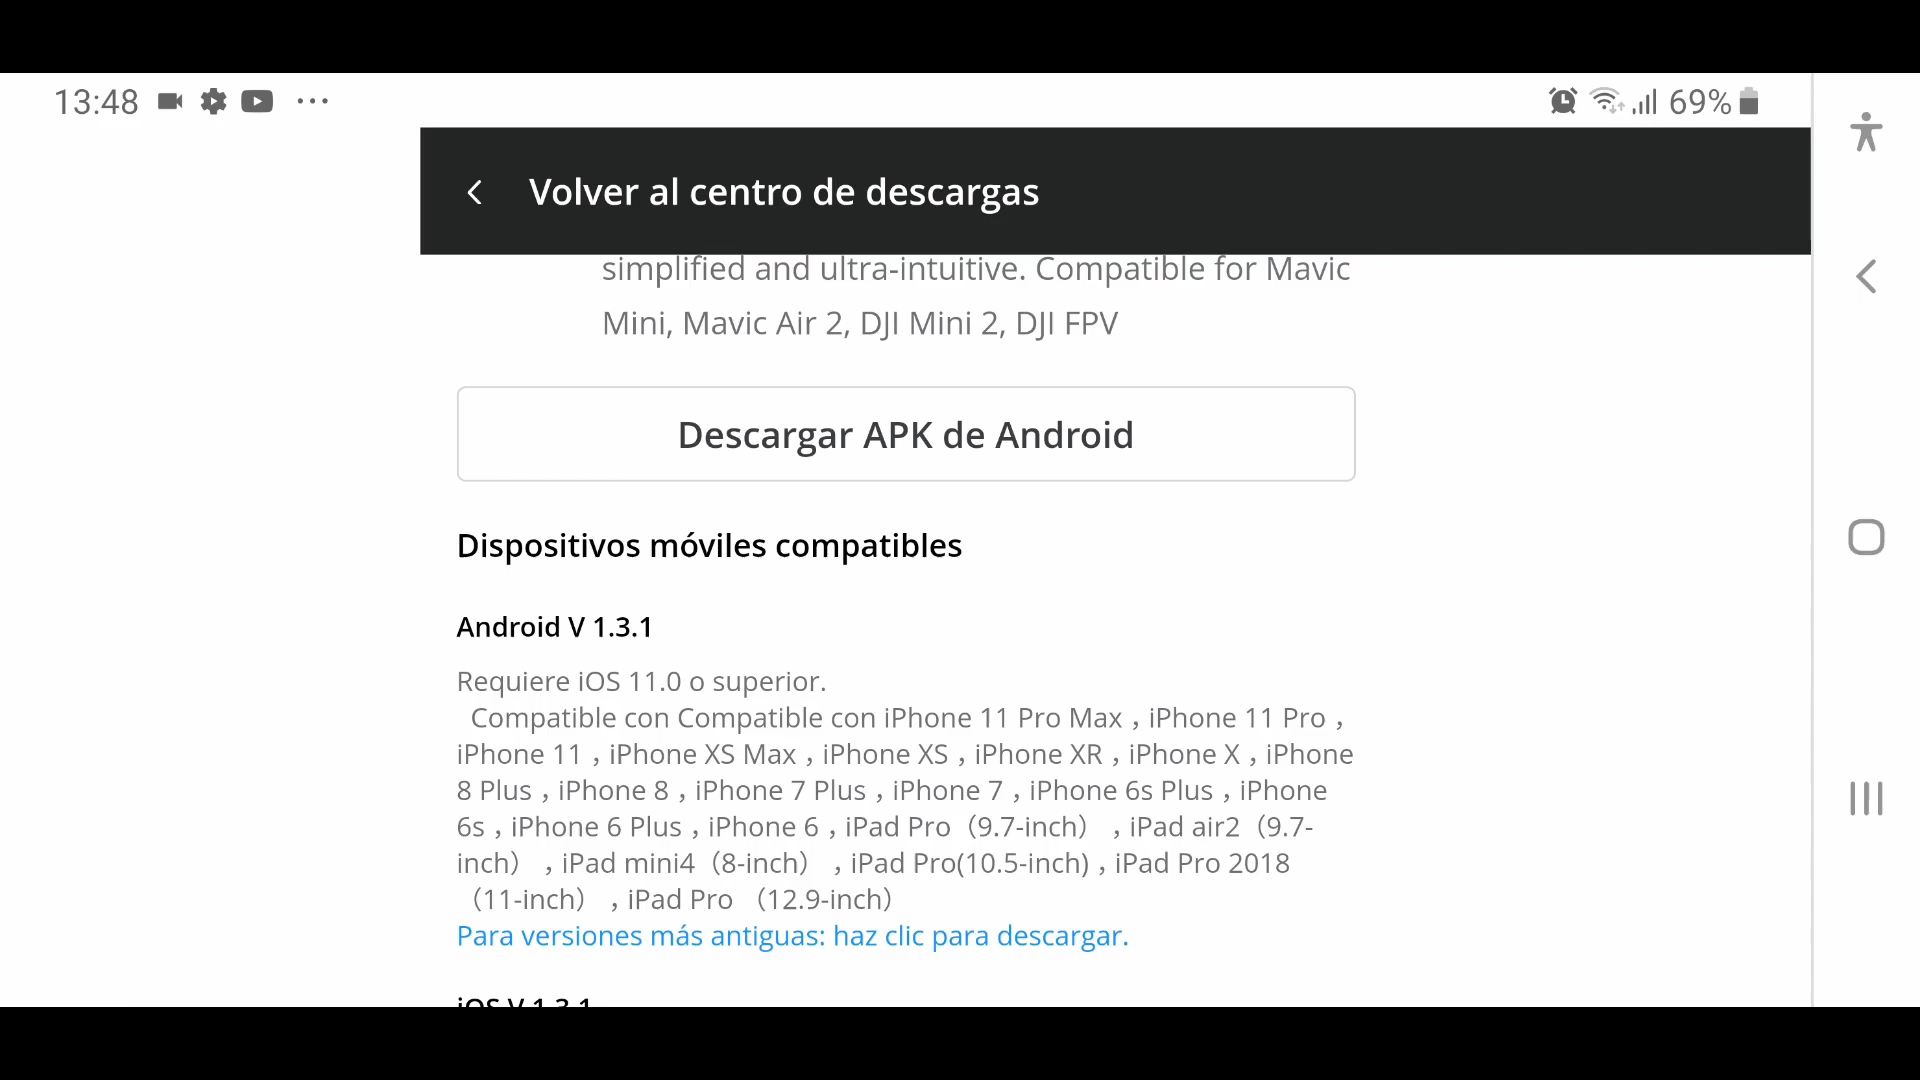 13:48
69%
Volver al centro de descargas
simplified and ultra-intuitive. Compatible for Mavic
Mini, Mavic Air 2, DJI Mini 2, DJI FPV
Descargar APK de Android
Dispositivos móviles compatibles
Android V 1.3.1
Requiere iOS 11.0 o superior.
Compatible con Compatible con iPhone 11 Pro Max , iPhone 11 Pro ,
iPhone 11 , iPhone XS Max , iPhone XS , iPhone XR , iPhone X , iPhone
8 Plus , iPhone 8 , iPhone 7 Plus , iPhone 7 , iPhone 6s Plus , iPhone
6s , iPhone 6 Plus , iPhone 6 , iPad Pro（9.7-inch） , iPad air2（9.7-
inch） , iPad mini4（8-inch） , iPad Pro(10.5-inch) , iPad Pro 2018
（11-inch） , iPad Pro （12.9-inch）
Para versiones más antiguas: haz clic para descargar.
iOS V 1.3.1